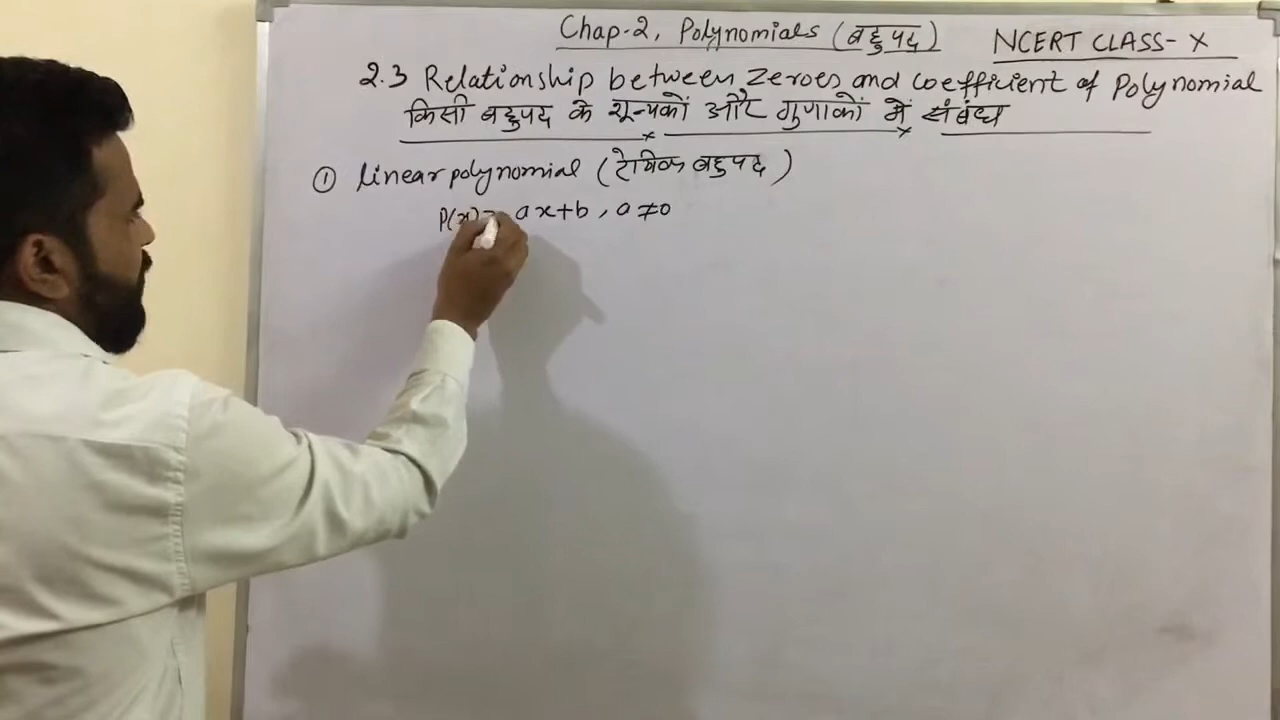 Chap-2, Polynomials (बहुपद) NCERT CLASS- X
2.3 Relationship between zeroes and coefficient of Polynomial
किसी बहुपद के शून्यकों और गुणाकों में संबंध
① linear polynomial (रैखिक बहुपद)
P(x) = ax+b, a≠0